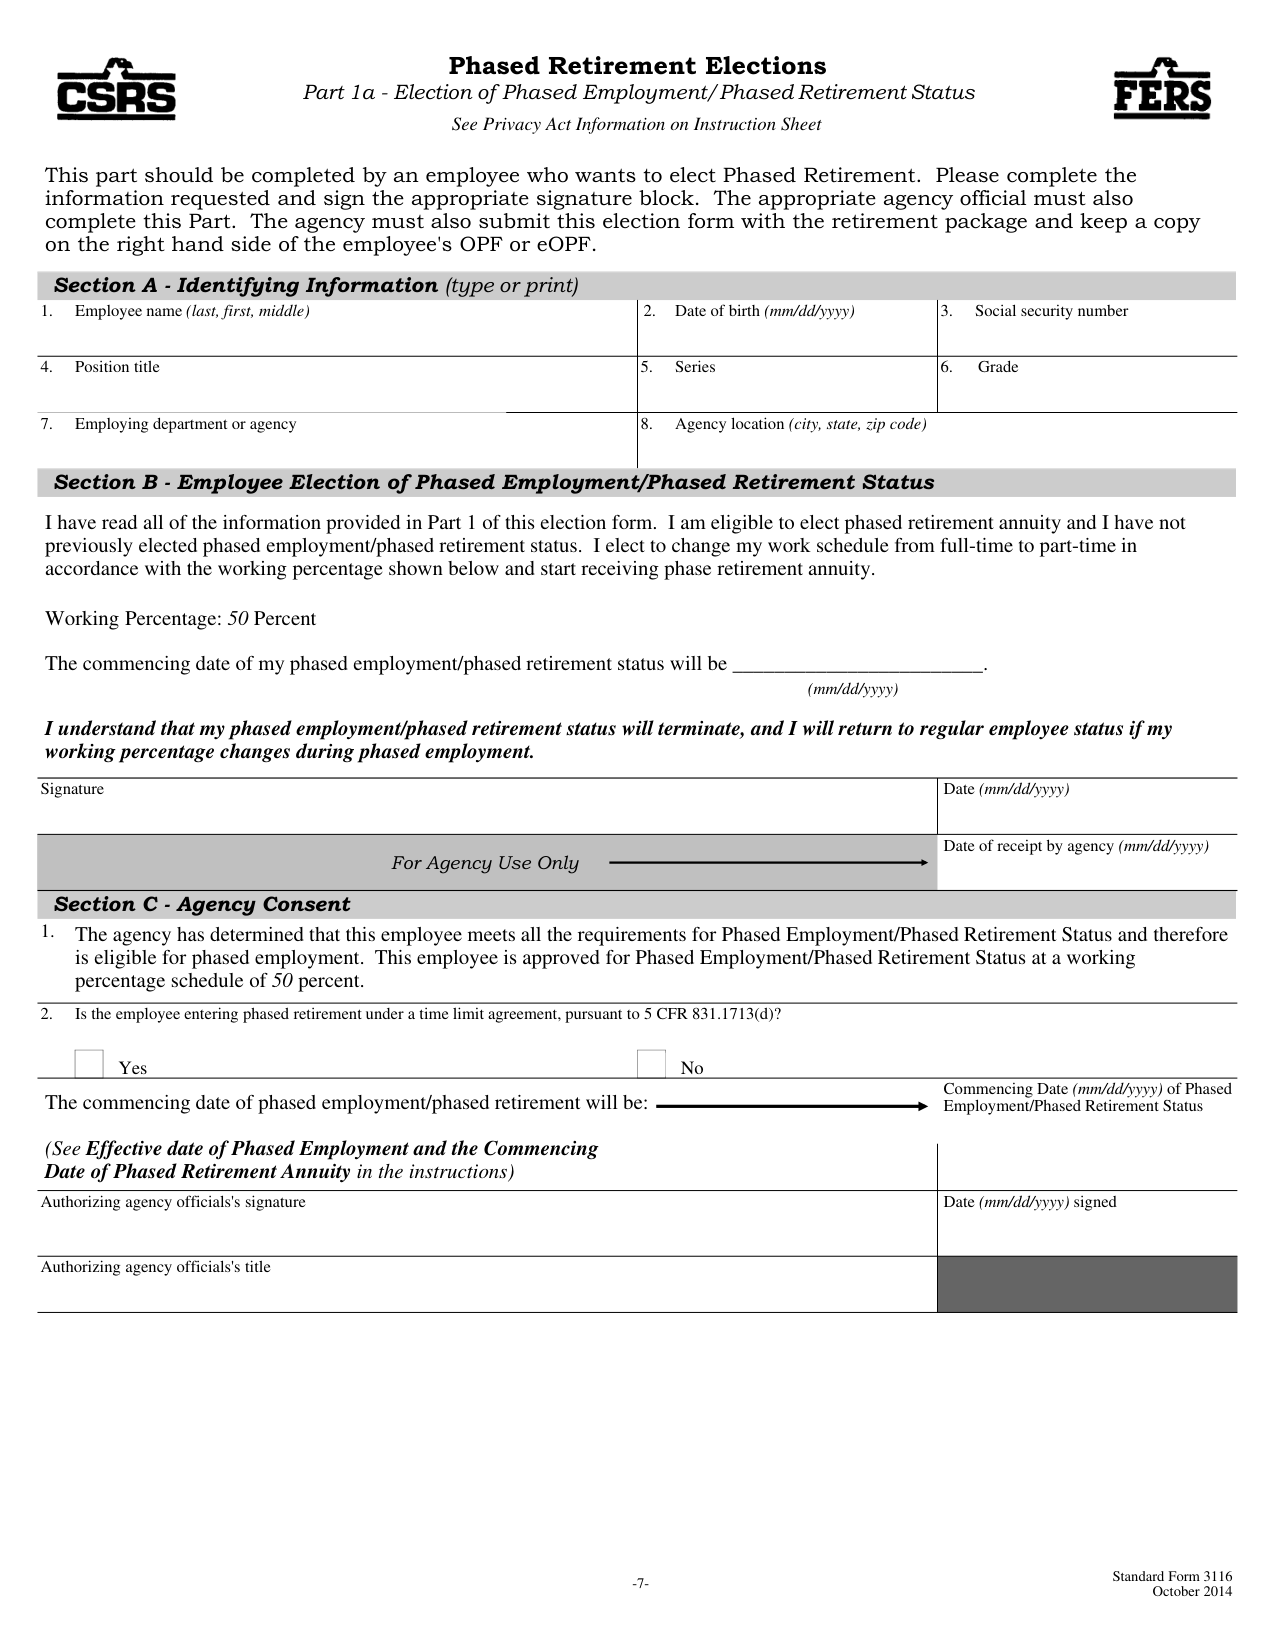 CSRS
Phased Retirement Elections
Part 1a - Election of Phased Employment/Phased Retirement Status
See Privacy Act Information on Instruction Sheet
FERS
This part should be completed by an employee who wants to elect Phased Retirement.  Please complete the
information requested and sign the appropriate signature block.  The appropriate agency official must also
complete this Part.  The agency must also submit this election form with the retirement package and keep a copy
on the right hand side of the employee's OPF or eOPF.
Section A - Identifying Information (type or print)
1. Employee name (last, first, middle)
2. Date of birth (mm/dd/yyyy)
3. Social security number
4. Position title
5. Series
6. Grade
7. Employing department or agency
8. Agency location (city, state, zip code)
Section B - Employee Election of Phased Employment/Phased Retirement Status
I have read all of the information provided in Part 1 of this election form.  I am eligible to elect phased retirement annuity and I have not
previously elected phased employment/phased retirement status.  I elect to change my work schedule from full-time to part-time in
accordance with the working percentage shown below and start receiving phase retirement annuity.
Working Percentage: 50 Percent
The commencing date of my phased employment/phased retirement status will be ________________________.
(mm/dd/yyyy)
I understand that my phased employment/phased retirement status will terminate, and I will return to regular employee status if my
working percentage changes during phased employment.
Signature
Date (mm/dd/yyyy)
For Agency Use Only
Date of receipt by agency (mm/dd/yyyy)
Section C - Agency Consent
1. The agency has determined that this employee meets all the requirements for Phased Employment/Phased Retirement Status and therefore
is eligible for phased employment.  This employee is approved for Phased Employment/Phased Retirement Status at a working
percentage schedule of 50 percent.
2. Is the employee entering phased retirement under a time limit agreement, pursuant to 5 CFR 831.1713(d)?
Yes
No
The commencing date of phased employment/phased retirement will be:
Commencing Date (mm/dd/yyyy) of Phased
Employment/Phased Retirement Status
(See Effective date of Phased Employment and the Commencing
Date of Phased Retirement Annuity in the instructions)
Authorizing agency officials's signature
Date (mm/dd/yyyy) signed
Authorizing agency officials's title
-7-
Standard Form 3116
October 2014